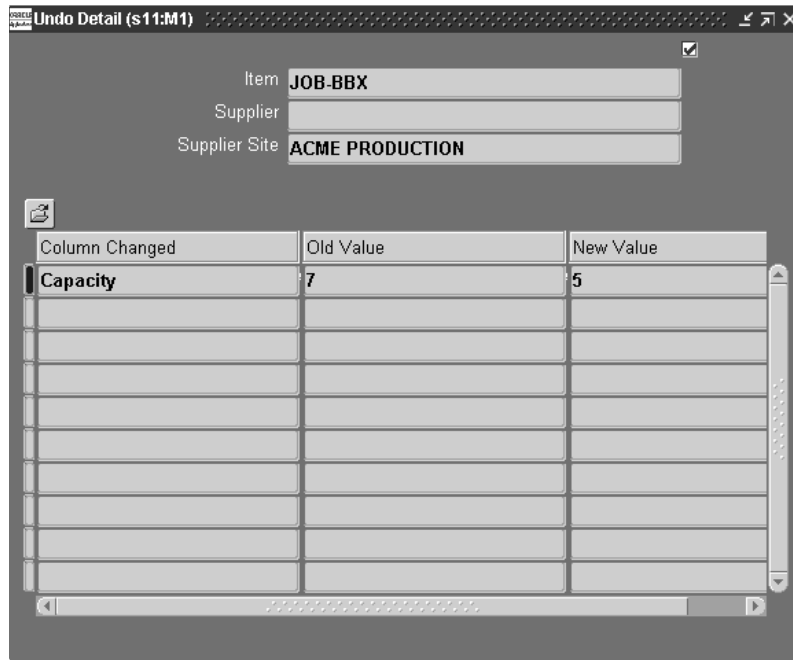 Undo Detail (s11:M1)
Item JOB-BBX
Supplier
Supplier Site ACME PRODUCTION
Column Changed Old Value New Value
Capacity 7 5